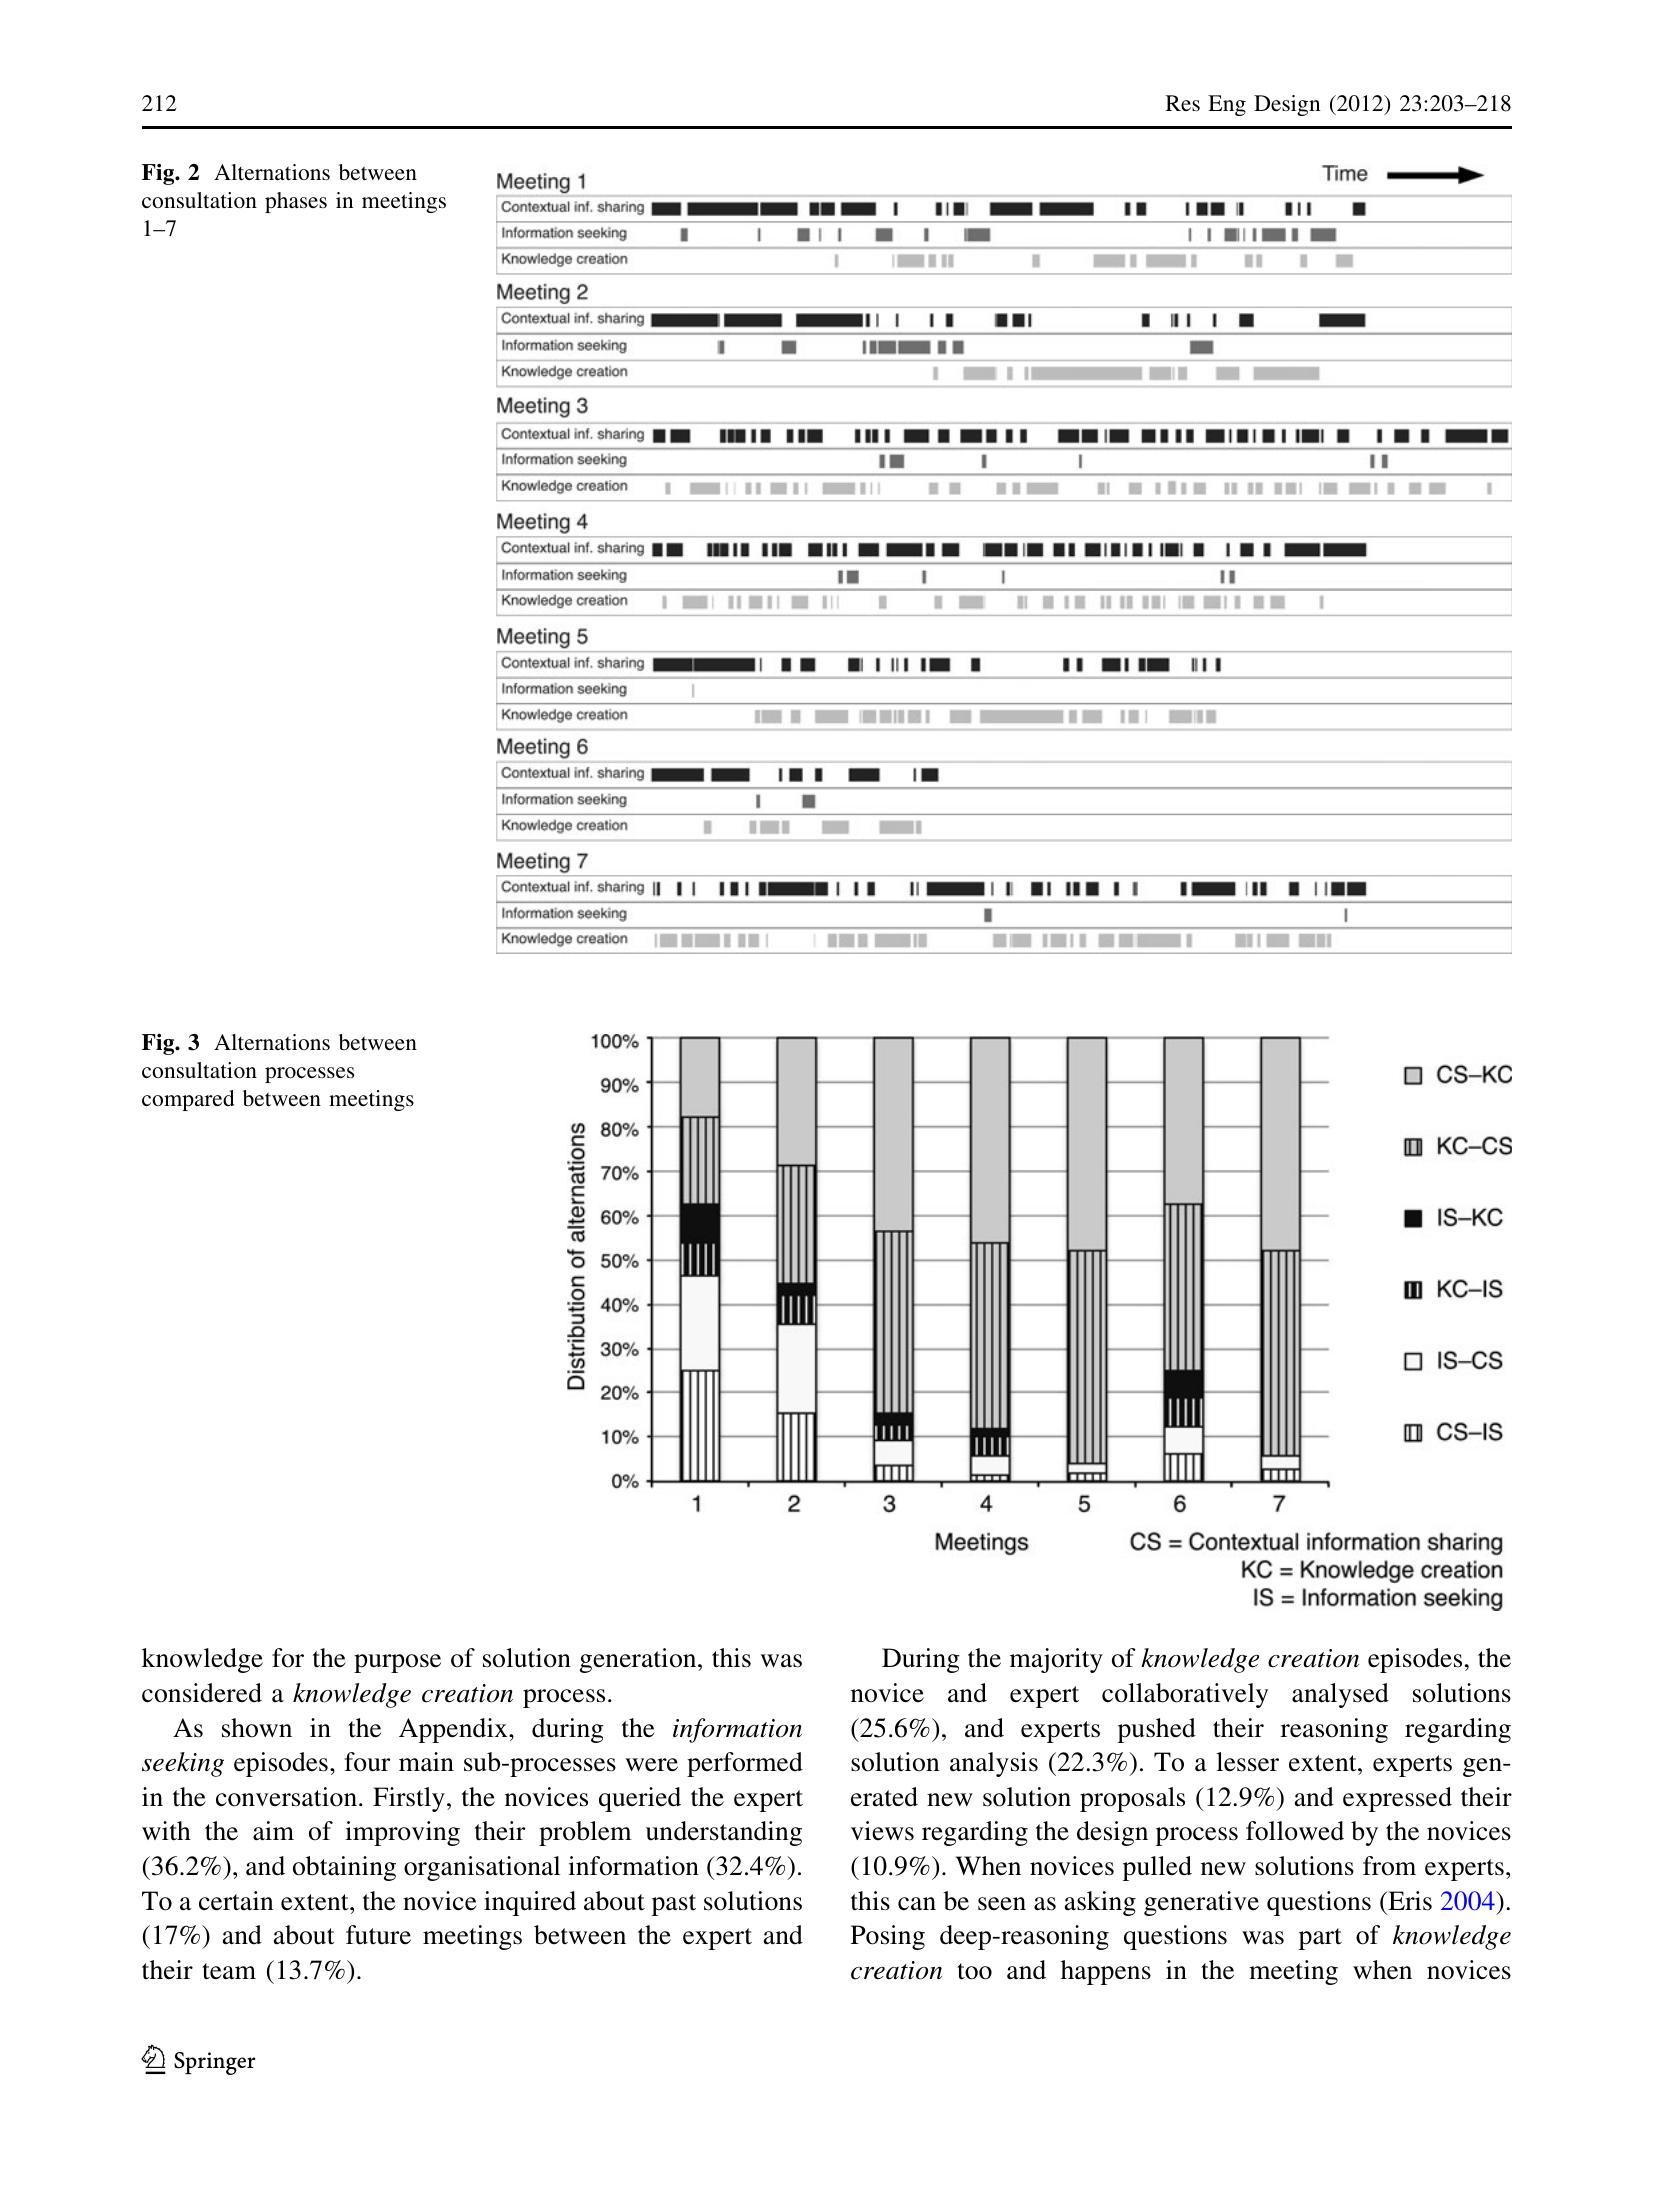 212
Res Eng Design (2012) 23:203–218
Fig. 2 Alternations between
consultation phases in meetings
1–7
Time
Meeting 1
Contextual inf. sharing
Information seeking
Knowledge creation
Meeting 2
Contextual inf. sharing
Information seeking
Knowledge creation
Meeting 3
Contextual inf. sharing
Information seeking
Knowledge creation
Meeting 4
Contextual inf. sharing
Information seeking
Knowledge creation
Meeting 5
Contextual inf. sharing
Information seeking
Knowledge creation
Meeting 6
Contextual inf. sharing
Information seeking
Knowledge creation
Meeting 7
Contextual inf. sharing
Information seeking
Knowledge creation
Fig. 3 Alternations between
consultation processes
compared between meetings
Distribution of alternations
100%
90%
80%
70%
60%
50%
40%
30%
20%
10%
0%
1 2 3 4 5 6 7
Meetings
CS–KC
KC–CS
IS–KC
KC–IS
IS–CS
CS–IS
CS = Contextual information sharing
KC = Knowledge creation
IS = Information seeking
knowledge for the purpose of solution generation, this was
considered a knowledge creation process.
As shown in the Appendix, during the information
seeking episodes, four main sub-processes were performed
in the conversation. Firstly, the novices queried the expert
with the aim of improving their problem understanding
(36.2%), and obtaining organisational information (32.4%).
To a certain extent, the novice inquired about past solutions
(17%) and about future meetings between the expert and
their team (13.7%).
During the majority of knowledge creation episodes, the
novice and expert collaboratively analysed solutions
(25.6%), and experts pushed their reasoning regarding
solution analysis (22.3%). To a lesser extent, experts gen-
erated new solution proposals (12.9%) and expressed their
views regarding the design process followed by the novices
(10.9%). When novices pulled new solutions from experts,
this can be seen as asking generative questions (Eris 2004).
Posing deep-reasoning questions was part of knowledge
creation too and happens in the meeting when novices
Springer